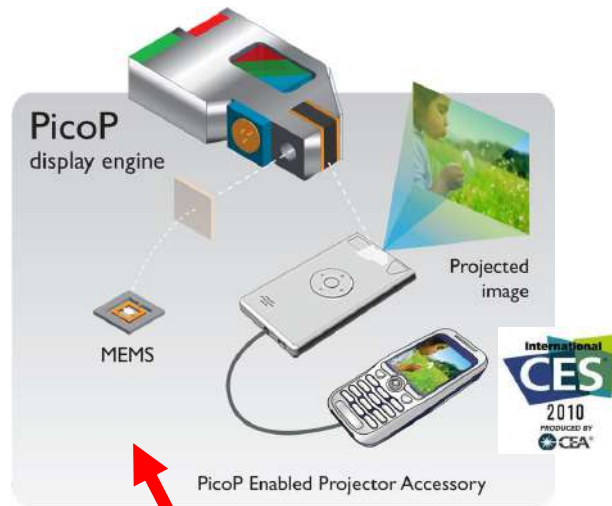 PicoP
display engine
Projected
image
MEMS
International
CES
2010
PRODUCED BY
CEA
PicoP Enabled Projector Accessory